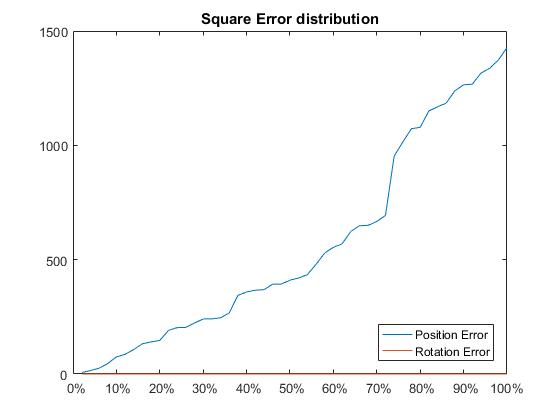 Square Error distribution
1500
1000
500
0
0% 10% 20% 30% 40% 50% 60% 70% 80% 90% 100%
Position Error
Rotation Error